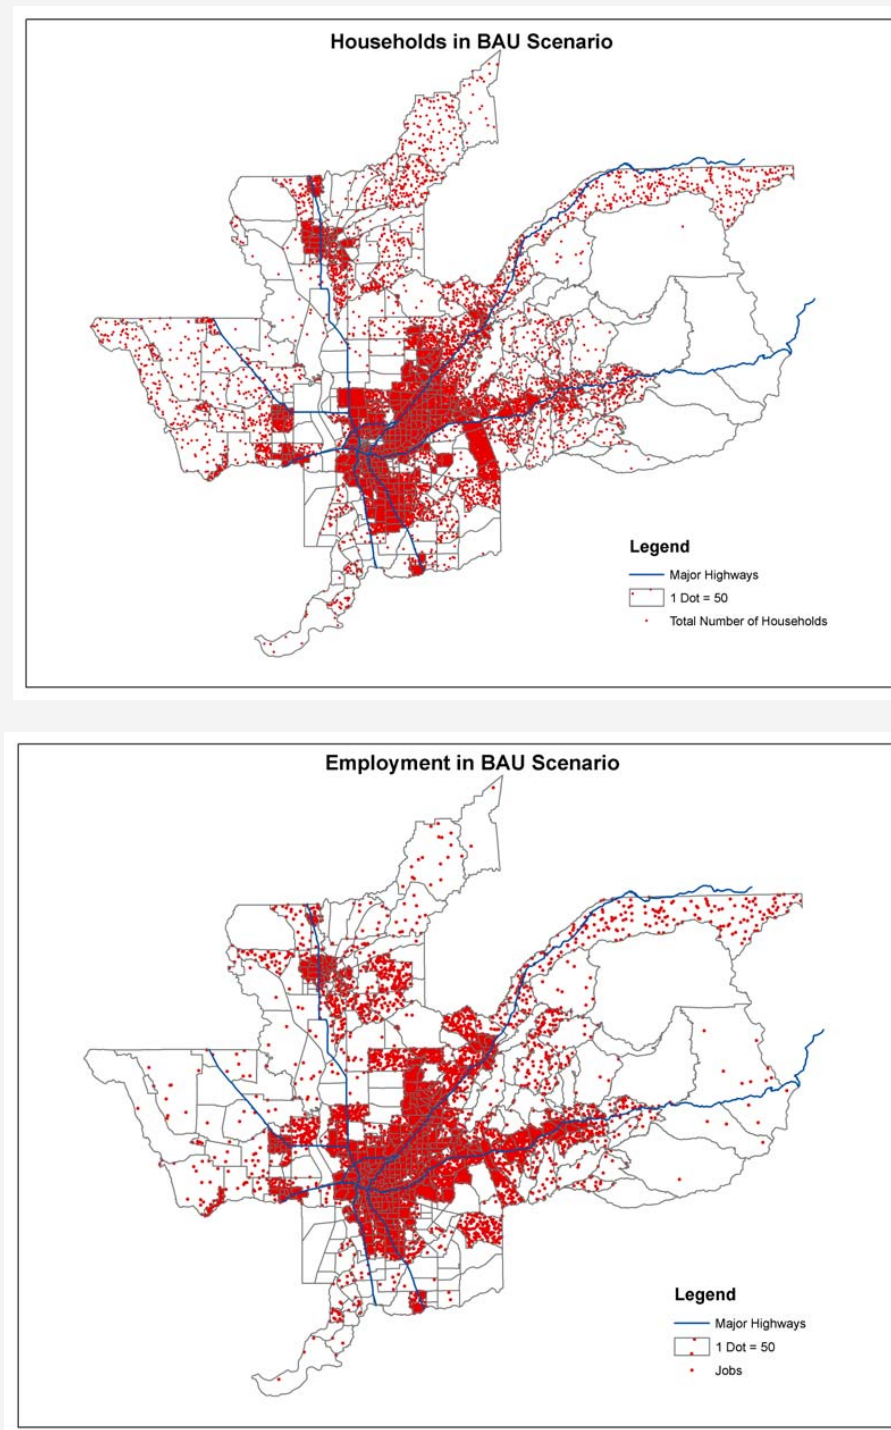 Households in BAU Scenario
Legend
Major Highways
1 Dot = 50
Total Number of Households
Employment in BAU Scenario
Legend
Major Highways
1 Dot = 50
Jobs